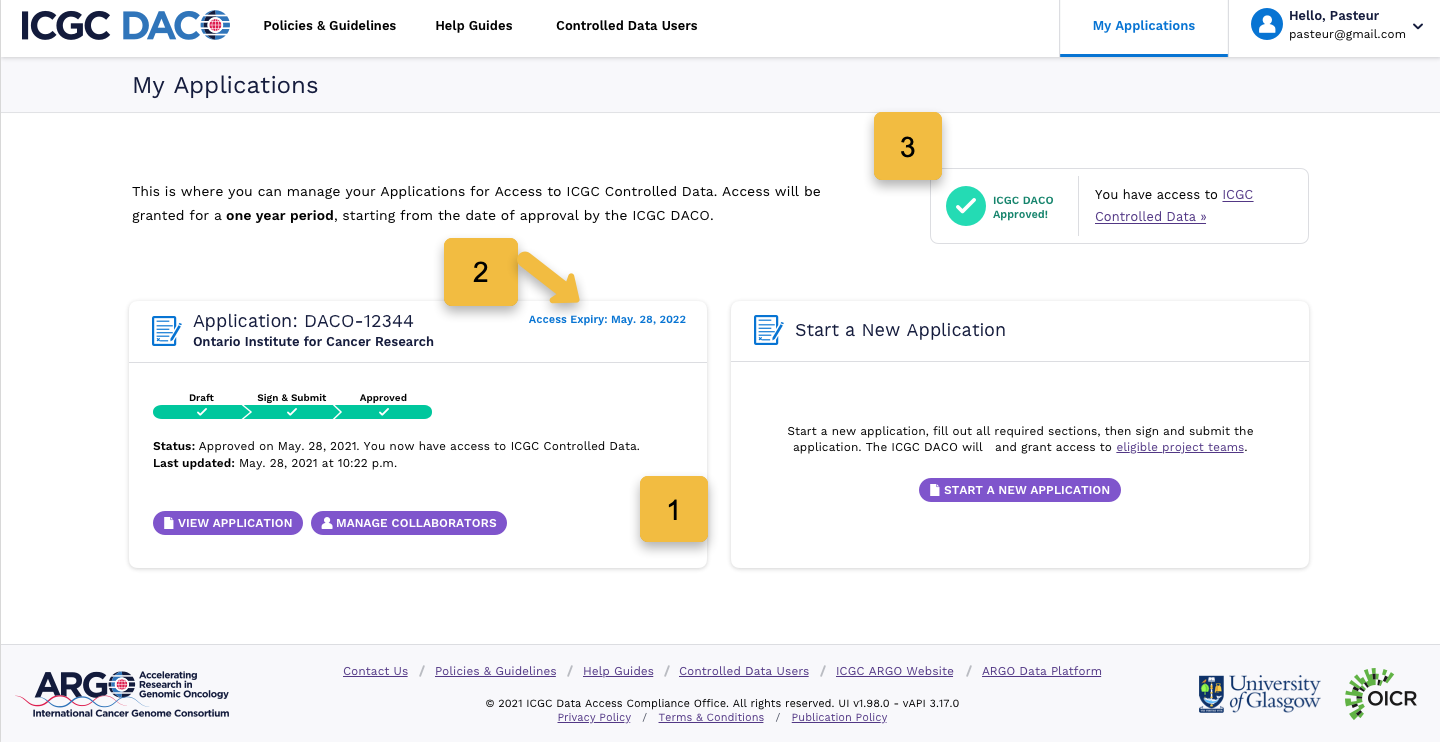 ICGC DACO
Policies & Guidelines
Help Guides
Controlled Data Users
My Applications
Hello, Pasteur
pasteur@gmail.com
My Applications
3
This is where you can manage your Applications for Access to ICGC Controlled Data. Access will be
granted for a one year period, starting from the date of approval by the ICGC DACO.
ICGC DACO
Approved!
You have access to ICGC
Controlled Data »
2
Application: DACO-12344
Ontario Institute for Cancer Research
Access Expiry: May. 28, 2022
Draft
Sign & Submit
Approved
Status: Approved on May. 28, 2021. You now have access to ICGC Controlled Data.
Last updated: May. 28, 2021 at 10:22 p.m.
1
VIEW APPLICATION
MANAGE COLLABORATORS
Start a New Application
Start a new application, fill out all required sections, then sign and submit the
application. The ICGC DACO will and grant access to eligible project teams.
START A NEW APPLICATION
ARGO
Accelerating
Research in
Genomic Oncology
International Cancer Genome Consortium
Contact Us / Policies & Guidelines / Help Guides / Controlled Data Users / ICGC ARGO Website / ARGO Data Platform
© 2021 ICGC Data Access Compliance Office. All rights reserved. UI v1.98.0 - vAPI 3.17.0
Privacy Policy / Terms & Conditions / Publication Policy
University
of Glasgow
OICR